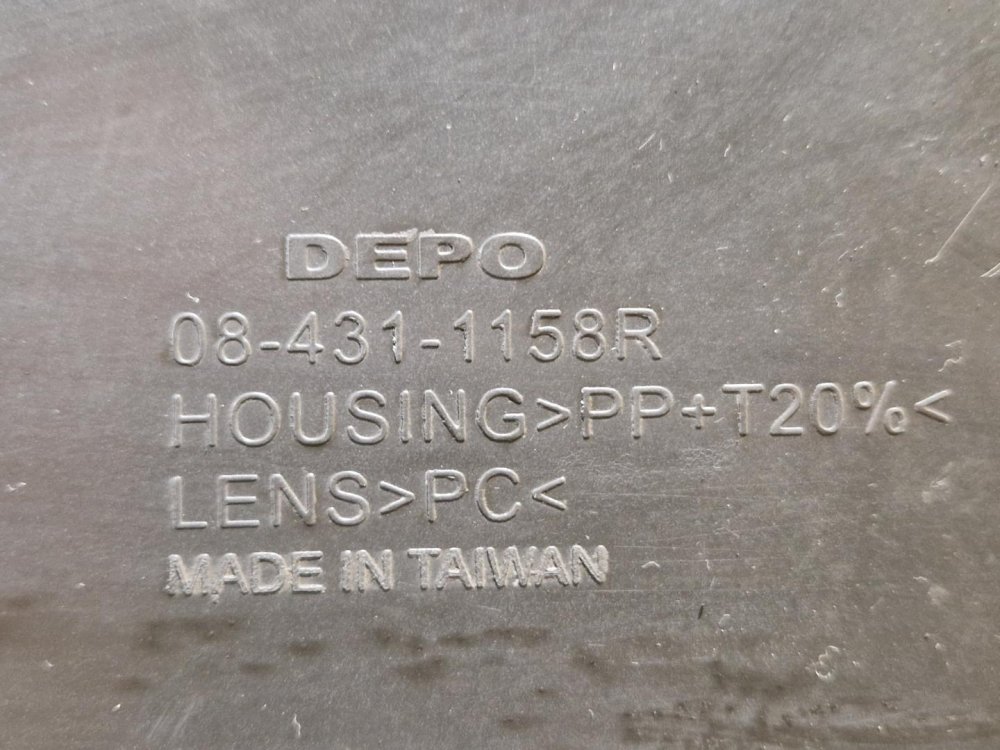 DEPO
08-431-1158R
HOUSING>PP+T20%<
LENS>PC<
MADE IN TAIWAN